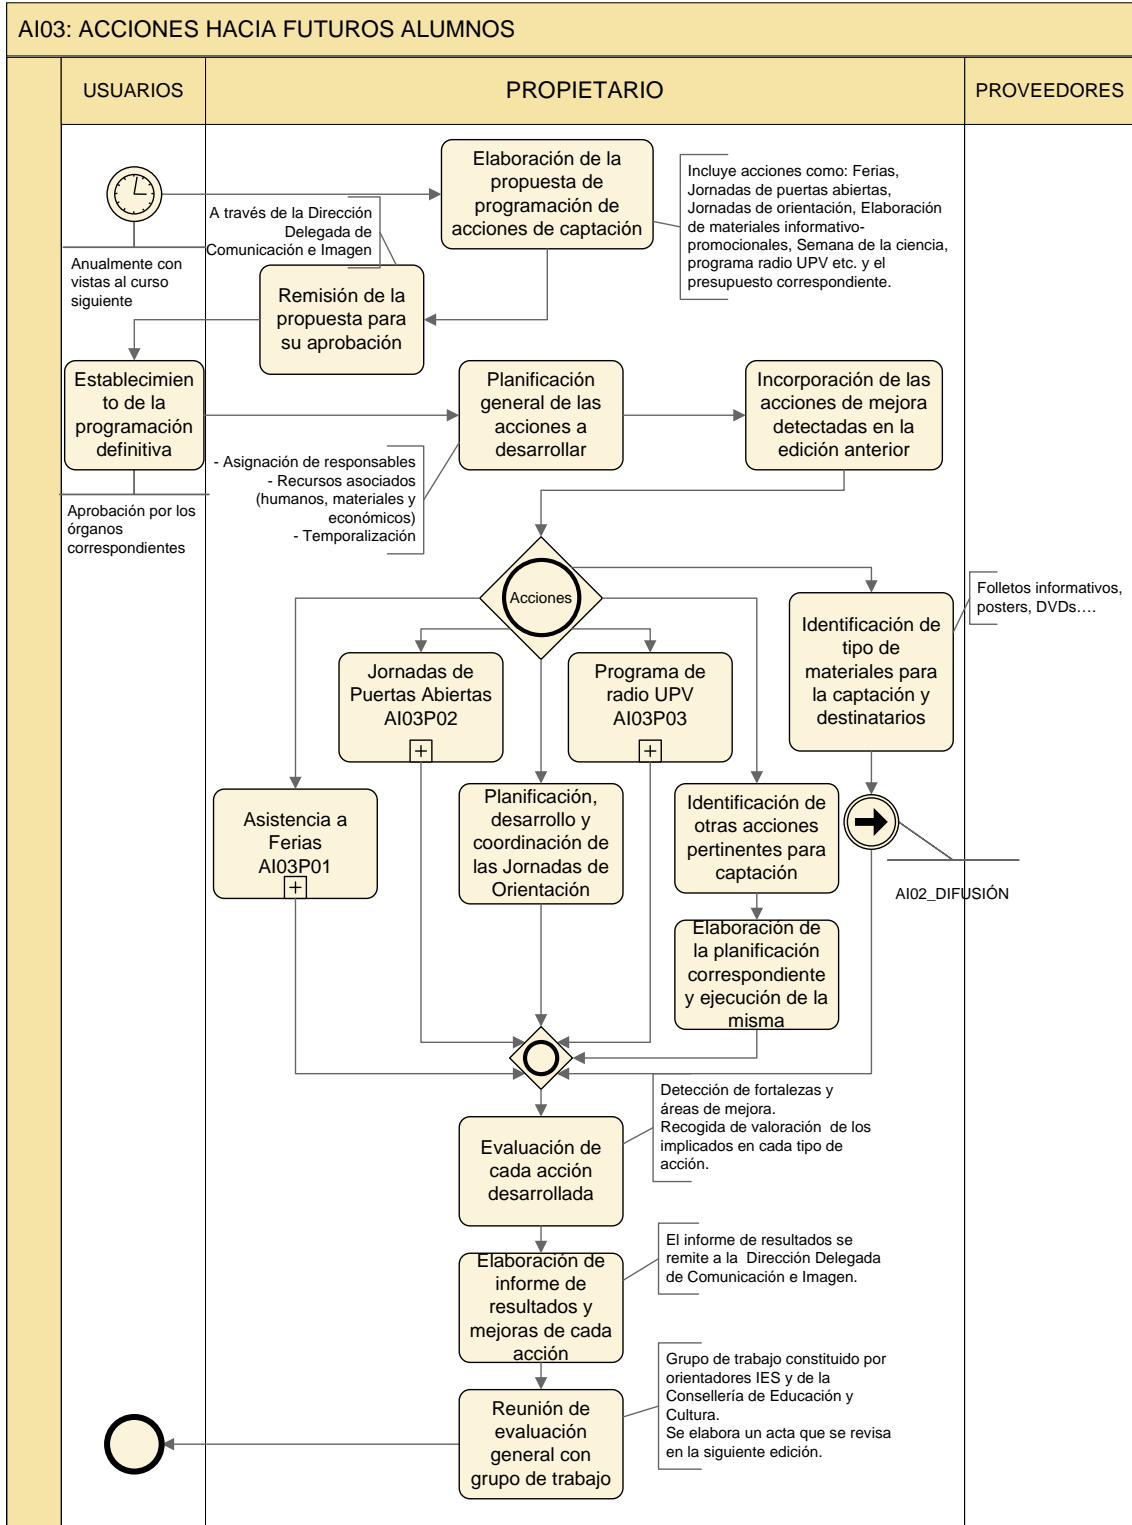 AI03: ACCIONES HACIA FUTUROS ALUMNOS
USUARIOS
PROPIETARIO
PROVEEDORES
Elaboración de la
propuesta de
programación de
acciones de captación
Incluye acciones como: Ferias,
Jornadas de puertas abiertas,
Jornadas de orientación, Elaboración
de materiales informativo-
promocionales, Semana de la ciencia,
programa radio UPV etc. y el
presupuesto correspondiente.
A través de la Dirección
Delegada de
Comunicación e Imagen
Anualmente con
vistas al curso
siguiente
Remisión de la
propuesta para
su aprobación
Establecimien
to de la
programación
definitiva
Planificación
general de las
acciones a
desarrollar
Incorporación de las
acciones de mejora
detectadas en la
edición anterior
- Asignación de responsables
- Recursos asociados
(humanos, materiales y
económicos)
- Temporalización
Aprobación por los
órganos
correspondientes
Acciones
Folletos informativos,
posters, DVDs….
Identificación de
tipo de
materiales para
la captación y
destinatarios
Jornadas de
Puertas Abiertas
AI03P02
Programa de
radio UPV
AI03P03
Asistencia a
Ferias
AI03P01
Planificación,
desarrollo y
coordinación de
las Jornadas de
Orientación
Identificación de
otras acciones
pertinentes para
captación
AI02_DIFUSIÓN
Elaboración de
la planificación
correspondiente
y ejecución de la
misma
Detección de fortalezas y
áreas de mejora.
Recogida de valoración  de los
implicados en cada tipo de
acción.
Evaluación de
cada acción
desarrollada
El informe de resultados se
remite a la  Dirección Delegada
de Comunicación e Imagen.
Elaboración de
informe de
resultados y
mejoras de cada
acción
Grupo de trabajo constituido por
orientadores IES y de la
Consellería de Educación y
Cultura.
Se elabora un acta que se revisa
en la siguiente edición.
Reunión de
evaluación
general con
grupo de trabajo